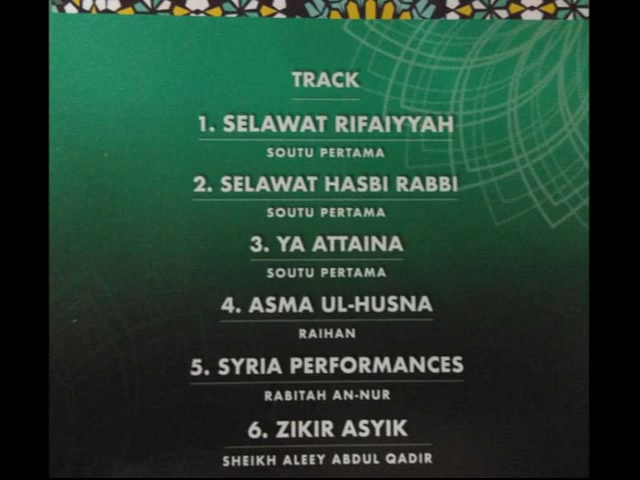 TRACK
1. SELAWAT RIFAIYYAH
SOUTU PERTAMA
2. SELAWAT HASBI RABBI
SOUTU PERTAMA
3. YA ATTAINA
SOUTU PERTAMA
4. ASMA UL-HUSNA
RAIHAN
5. SYRIA PERFORMANCES
RABITAH AN-NUR
6. ZIKIR ASYIK
SHEIKH ALEEY ABDUL QADIR